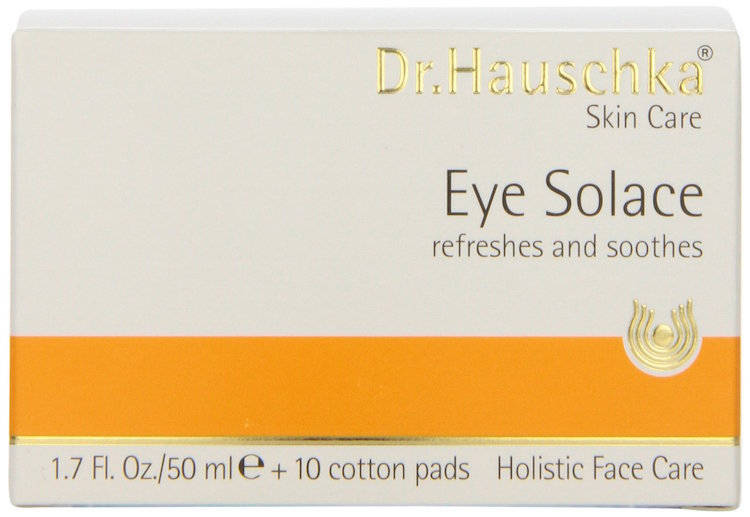 Dr.Hauschka®
Skin Care
Eye Solace
refreshes and soothes
1.7 Fl. Oz./50 ml ℮ + 10 cotton pads Holistic Face Care